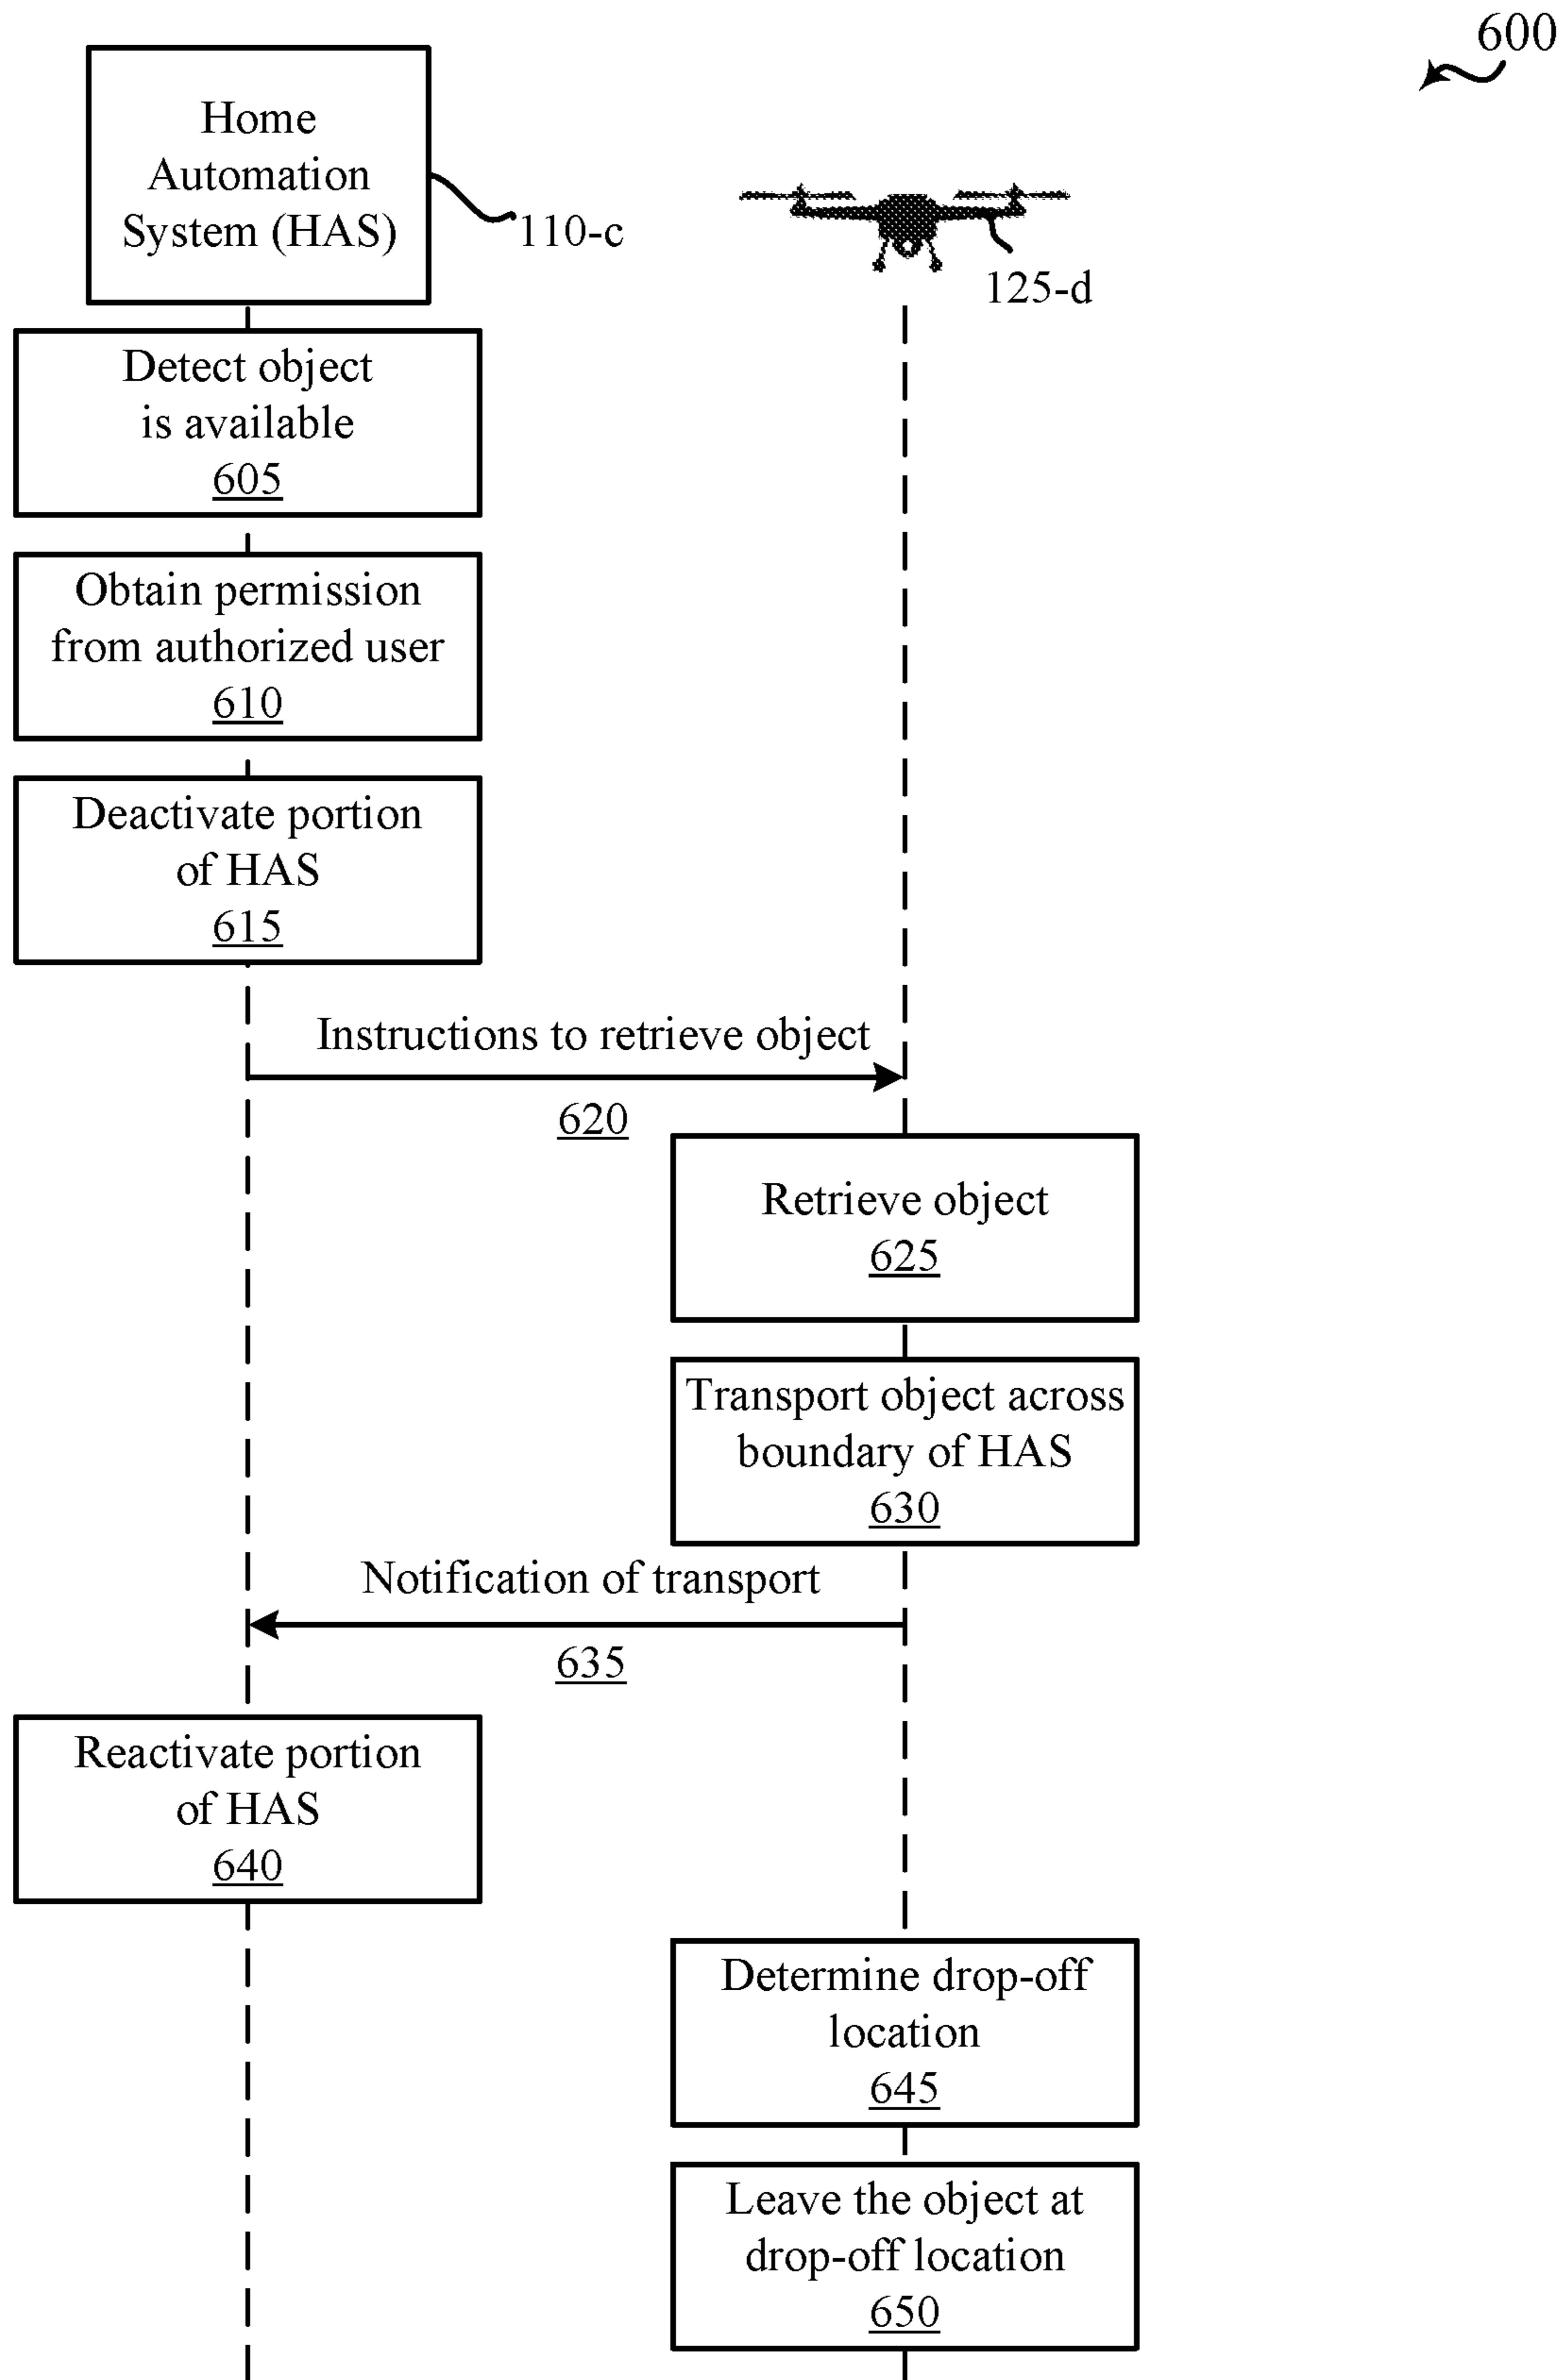 600
Home
Automation
System (HAS)
110-c
125-d
Detect object
is available
605
Obtain permission
from authorized user
610
Deactivate portion
of HAS
615
Instructions to retrieve object
620
Retrieve object
625
Transport object across
boundary of HAS
630
Notification of transport
635
Reactivate portion
of HAS
640
Determine drop-off
location
645
Leave the object at
drop-off location
650